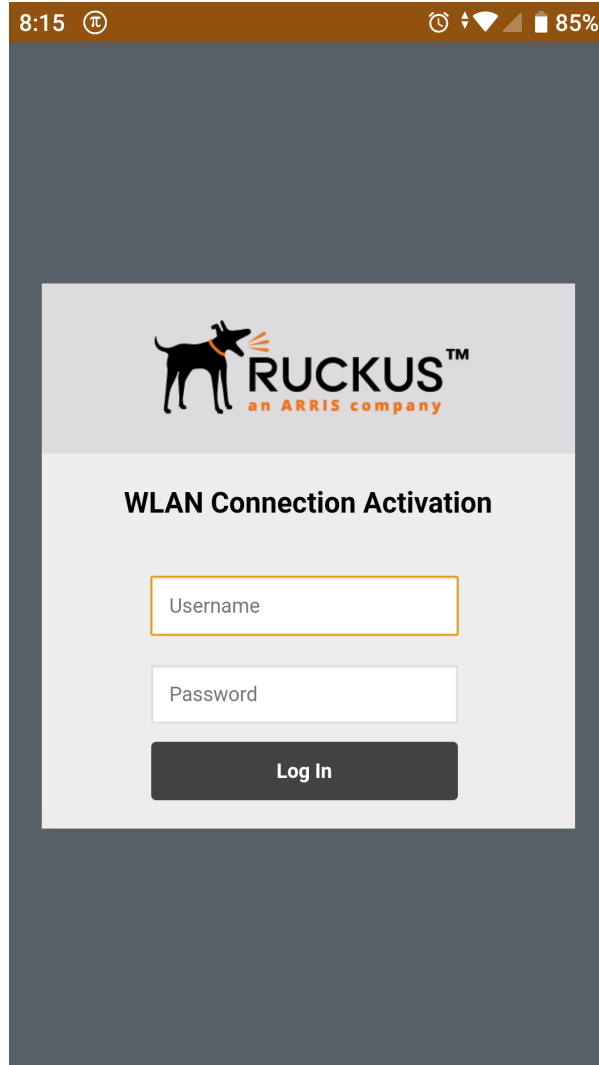 8:15 π 85%
RUCKUS™
an ARRIS company
WLAN Connection Activation
Username
Password
Log In